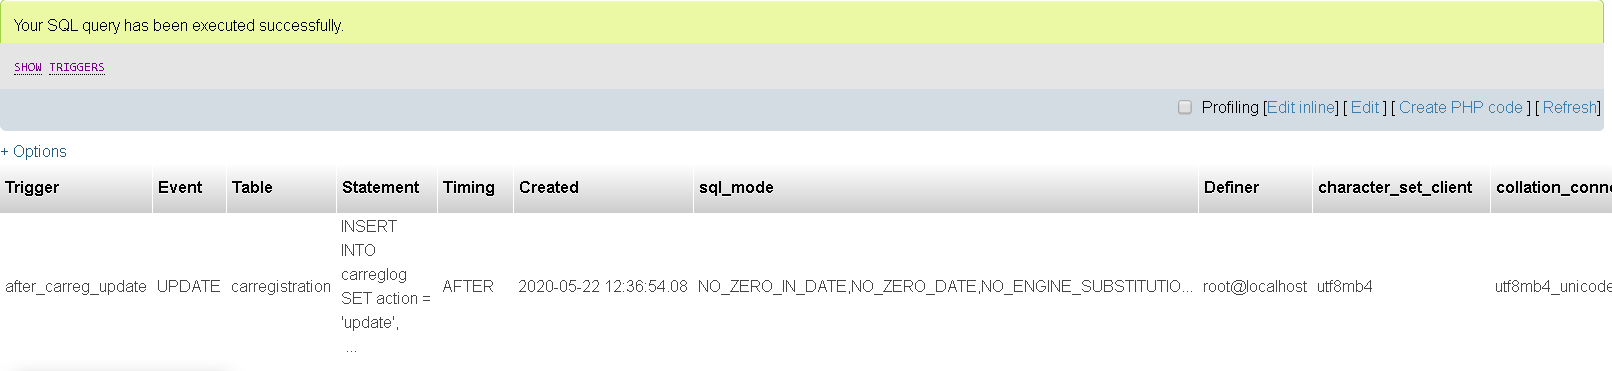 Your SQL query has been executed successfully.
SHOW TRIGGERS
Profiling [Edit inline] [ Edit ] [ Create PHP code ] [ Refresh]
+ Options
Trigger Event Table Statement Timing Created sql_mode Definer character_set_client collation_conne
INSERT
INTO
carreglog
after_carreg_update UPDATE carregistration SET action = AFTER 2020-05-22 12:36:54.08 NO_ZERO_IN_DATE,NO_ZERO_DATE,NO_ENGINE_SUBSTITUTIO... root@localhost utf8mb4 utf8mb4_unicode
'update',
...